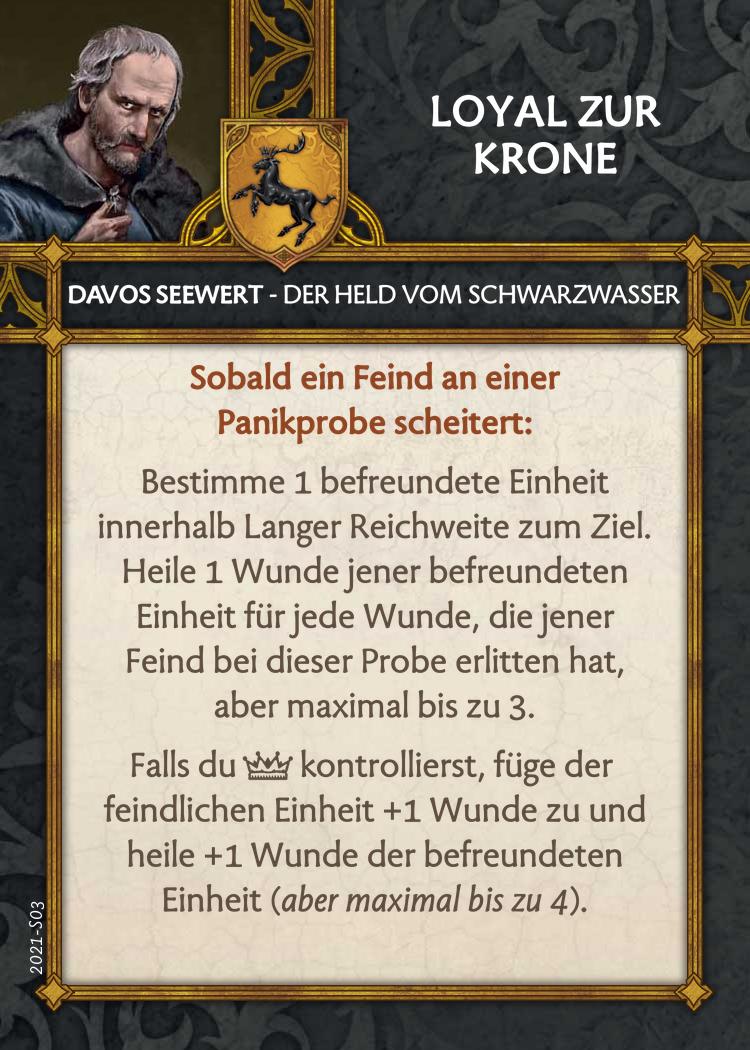 LOYAL ZUR
KRONE
DAVOS SEEWERT - DER HELD VOM SCHWARZWASSER
Sobald ein Feind an einer
Panikprobe scheitert:
Bestimme 1 befreundete Einheit
innerhalb Langer Reichweite zum Ziel.
Heile 1 Wunde jener befreundeten
Einheit für jede Wunde, die jener
Feind bei dieser Probe erlitten hat,
aber maximal bis zu 3.
Falls du kontrollierst, füge der
feindlichen Einheit +1 Wunde zu und
heile +1 Wunde der befreundeten
Einheit (aber maximal bis zu 4).
2021-S03